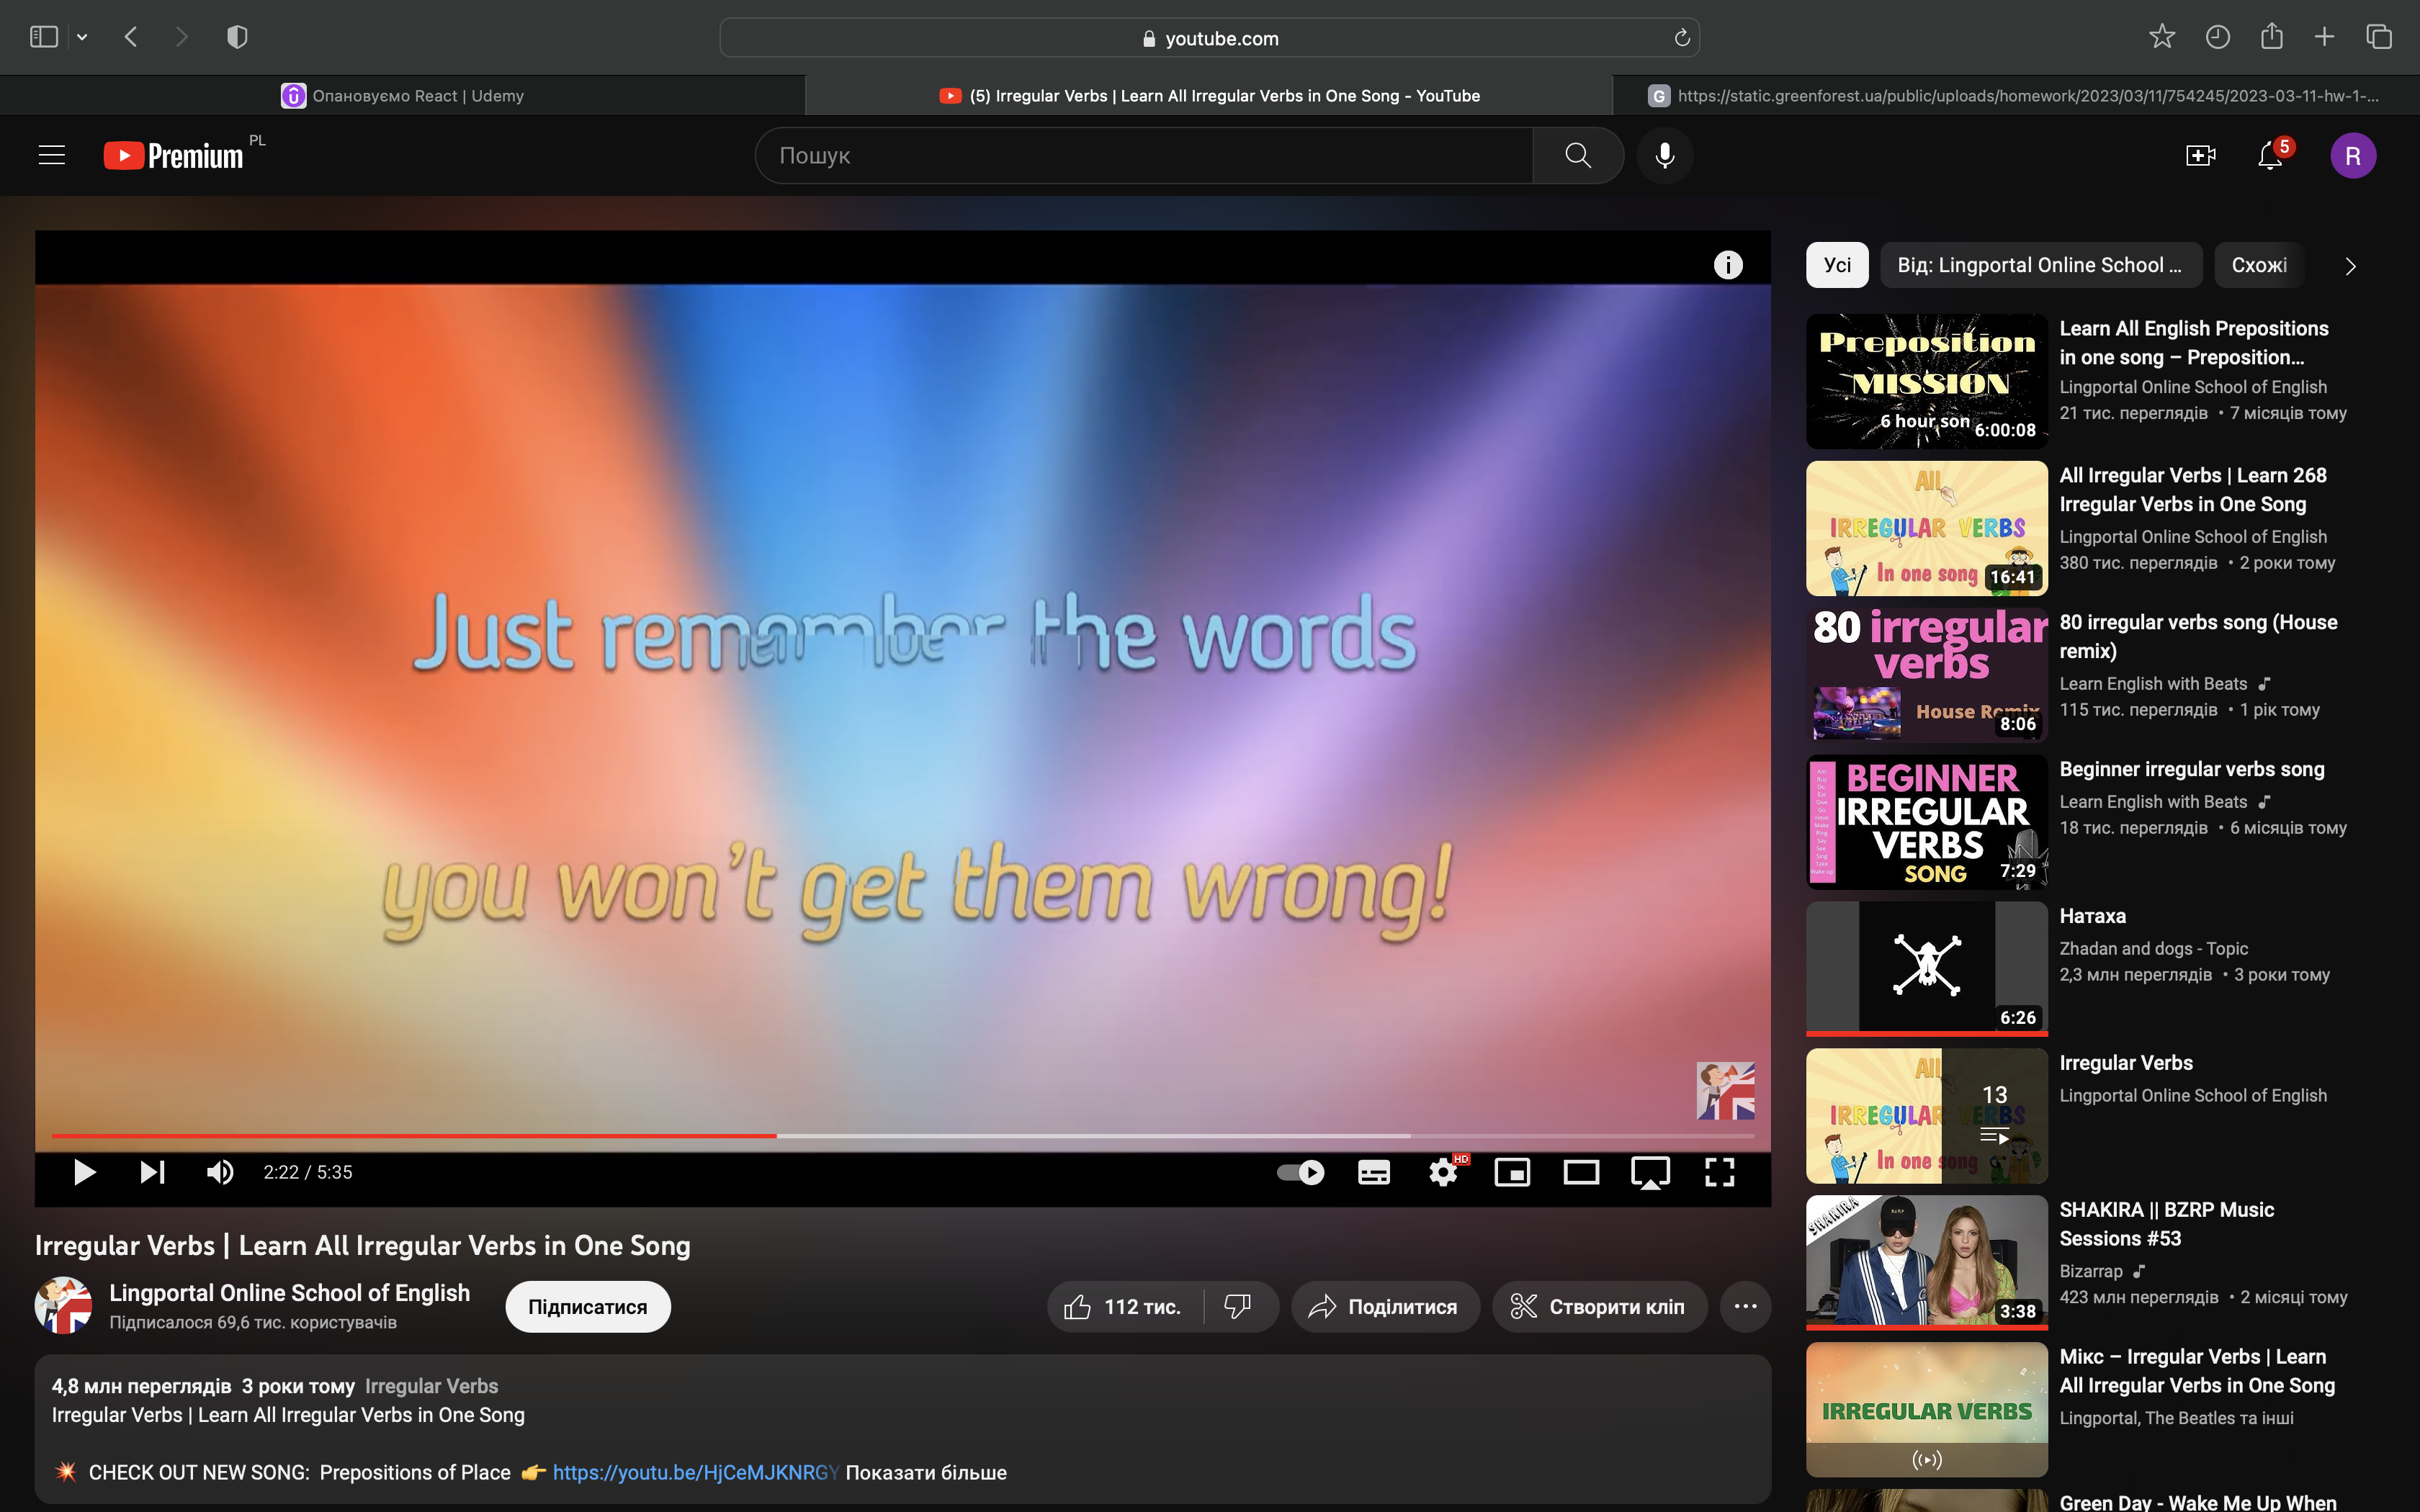 youtube.com
Опановуємо React | Udemy
(5) Irregular Verbs | Learn All Irregular Verbs in One Song - YouTube
G https://static.greenforest.ua/public/uploads/homework/2023/03/11/754245/2023-03-11-hw-1-...
Premium PL
Пошук
5
R
Just remember the words
you won't get them wrong!
2:22 / 5:35
HD
Irregular Verbs | Learn All Irregular Verbs in One Song
Lingportal Online School of English
Підписалося 69,6 тис. користувачів
Підписатися
112 тис.
Поділитися
Створити кліп
4,8 млн переглядів 3 роки тому Irregular Verbs
Irregular Verbs | Learn All Irregular Verbs in One Song
💥 CHECK OUT NEW SONG: Prepositions of Place 👉 https://youtu.be/HjCeMJKNRGY Показати більше
Усі
Від: Lingportal Online School ...
Схожі
Preposition
MISSION
6 hour song
6:00:08
Learn All English Prepositions
in one song – Preposition...
Lingportal Online School of English
21 тис. переглядів • 7 місяців тому
All
IRREGULAR VERBS
In one song
16:41
All Irregular Verbs | Learn 268
Irregular Verbs in One Song
Lingportal Online School of English
380 тис. переглядів • 2 роки тому
80 irregular
verbs
House Remix
8:06
80 irregular verbs song (House
remix)
Learn English with Beats
115 тис. переглядів • 1 рік тому
BEGINNER
IRREGULAR
VERBS
SONG
7:29
Beginner irregular verbs song
Learn English with Beats
18 тис. переглядів • 6 місяців тому
6:26
Натаха
Zhadan and dogs - Topic
2,3 млн переглядів • 3 роки тому
All
IRREGULAR VERBS
In one song
13
Irregular Verbs
Lingportal Online School of English
SHAKIRA
3:38
SHAKIRA || BZRP Music
Sessions #53
Bizarrap
423 млн переглядів • 2 місяці тому
IRREGULAR VERBS
Мікс – Irregular Verbs | Learn
All Irregular Verbs in One Song
Lingportal, The Beatles та інші
Green Day - Wake Me Up When